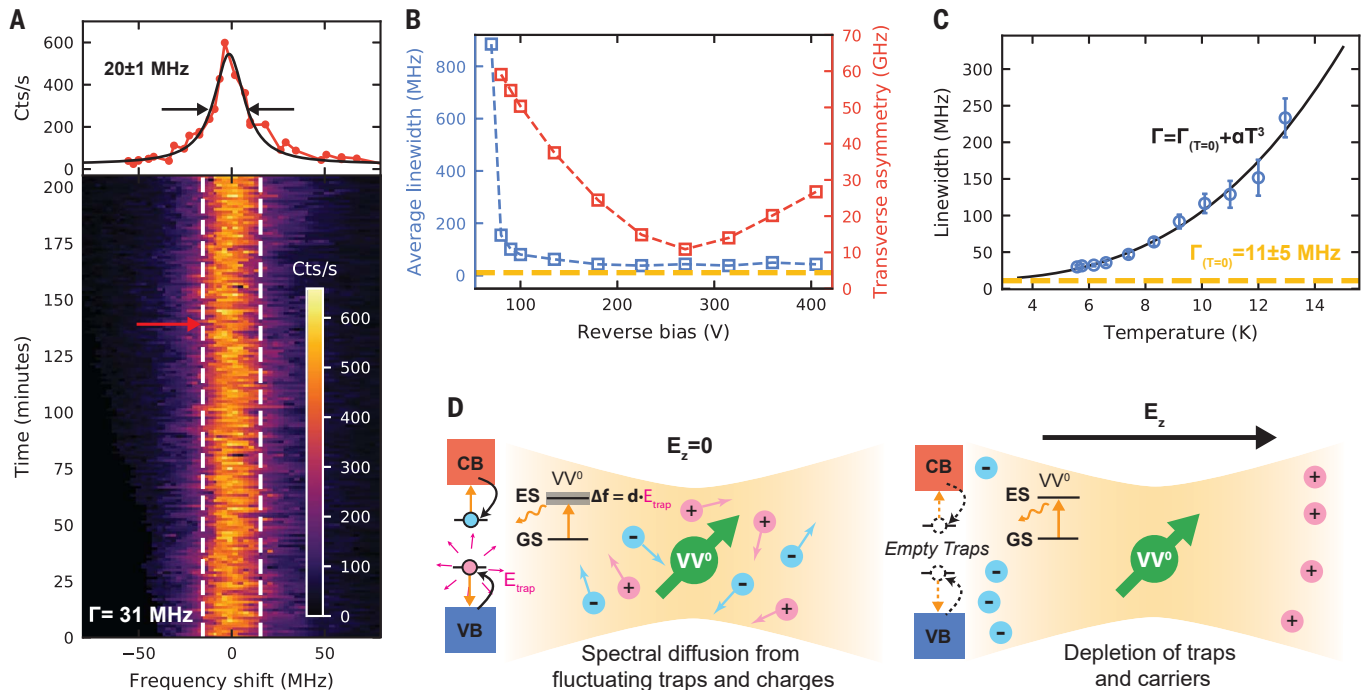 A
Cts/s
600
400
200
0
20±1 MHz
Time (minutes)
200
175
150
125
100
75
50
25
0
Cts/s
600
500
400
300
200
100
0
Γ= 31 MHz
−50
0
50
Frequency shift (MHz)
B
Average linewidth (MHz)
800
600
400
200
0
70
60
50
40
30
20
10
0
Transverse asymmetry (GHz)
100
200
300
400
Reverse bias (V)
C
Linewidth (MHz)
300
250
200
150
100
50
0
Γ=Γ(T=0)+αT³
Γ(T=0)=11±5 MHz
4
6
8
10
12
14
Temperature (K)
D
Ez=0
CB
VB
Etrap
VV⁰
ES
GS
Δf = d·Etrap
+
+
+
+
-
-
-
-
VV⁰
Spectral diffusion from
fluctuating traps and charges
Ez
CB
VB
Empty Traps
VV⁰
ES
GS
-
-
-
-
VV⁰
+
+
+
+
Depletion of traps
and carriers